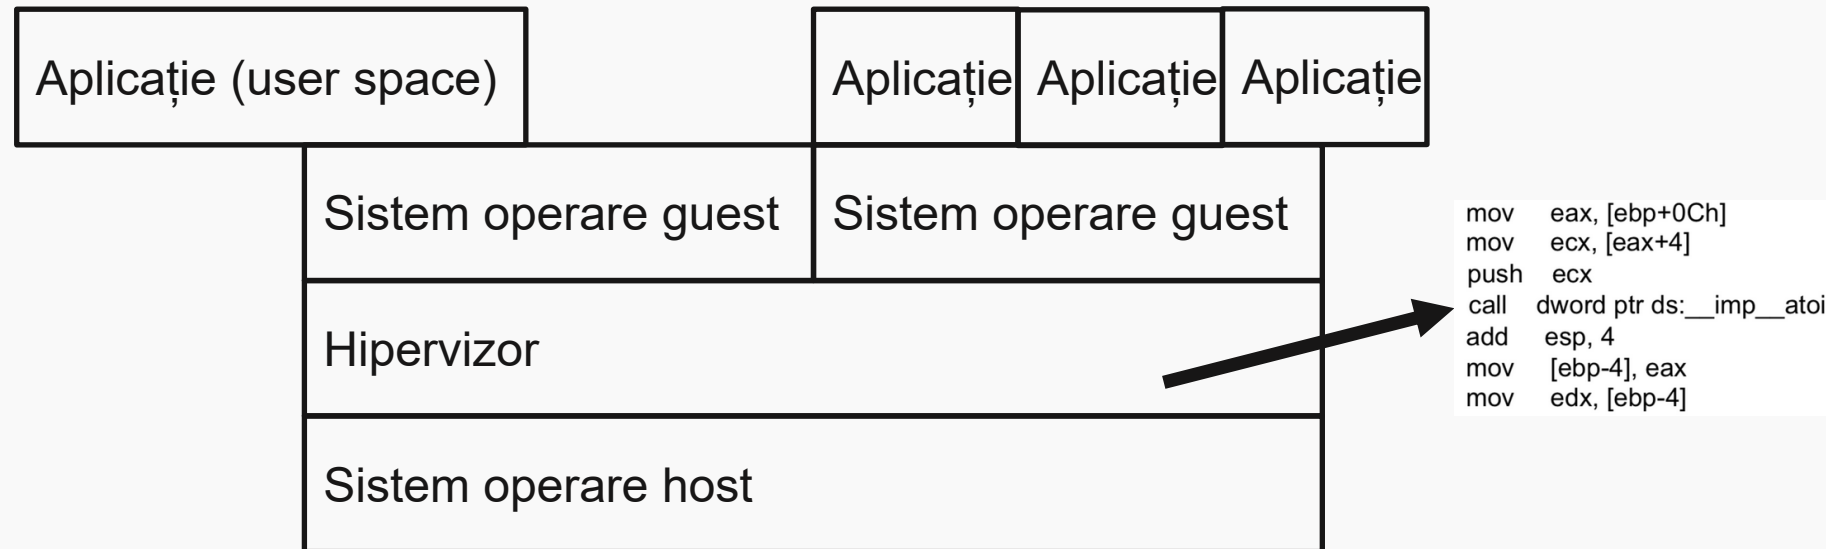 Aplicație (user space)
Aplicație
Aplicație
Aplicație
Sistem operare guest
Sistem operare guest
Hipervizor
Sistem operare host
mov eax, [ebp+0Ch]
mov ecx, [eax+4]
push ecx
call dword ptr ds:__imp__atoi
add esp, 4
mov [ebp-4], eax
mov edx, [ebp-4]